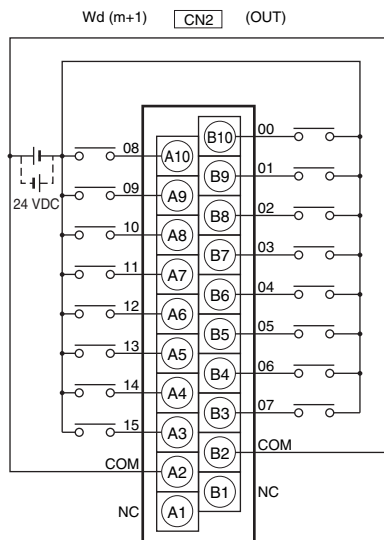 Wd (m+1) CN2 (OUT)
B10 00
08 A10
B9 01
09 A9
24 VDC
B8 02
10 A8
B7 03
11 A7
B6 04
12 A6
B5 05
13 A5
B4 06
14 A4
B3 07
15 A3
B2 COM
COM A2
B1 NC
NC A1